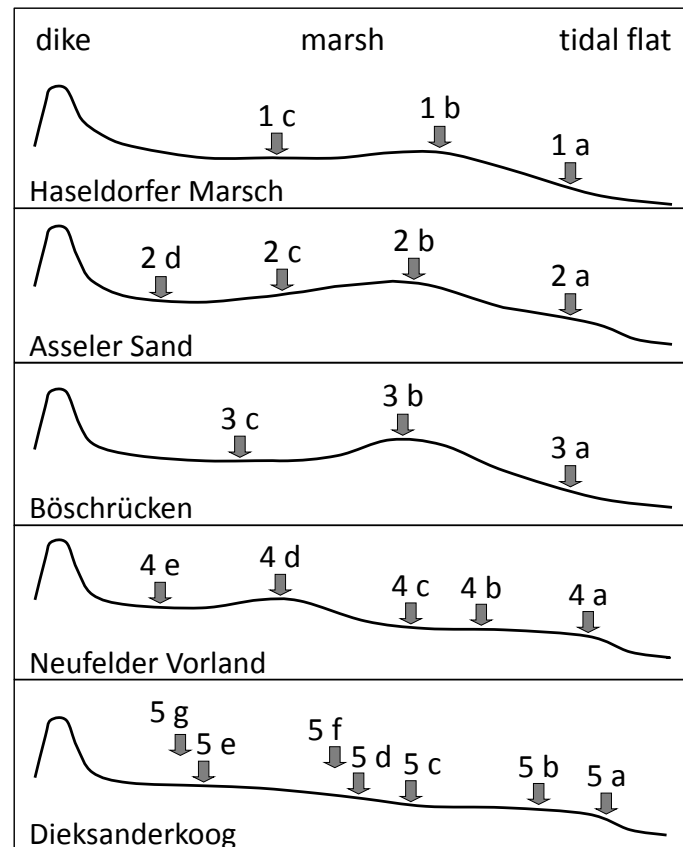 dike marsh tidal flat
1 c 1 b 1 a
Haseldorfer Marsch
2 d 2 c 2 b 2 a
Asseler Sand
3 c 3 b 3 a
Böschrücken
4 e 4 d 4 c 4 b 4 a
Neufelder Vorland
5 g 5 e 5 f 5 d 5 c 5 b 5 a
Dieksanderkoog